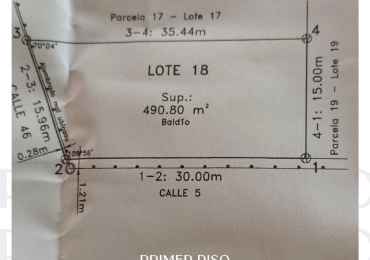 Parcela 17 - Lote 17
3-4: 35.44m
3
4
70°04'
LOTE 18
Sup.:
490.80 m²
Baldío
2-3: 15.96m
CALLE 46
4-1: 15.00m
Parcela 19 - Lote 19
0.28m
2
1
1-2: 30.00m
1.21m
CALLE 5
PRIMER PISO